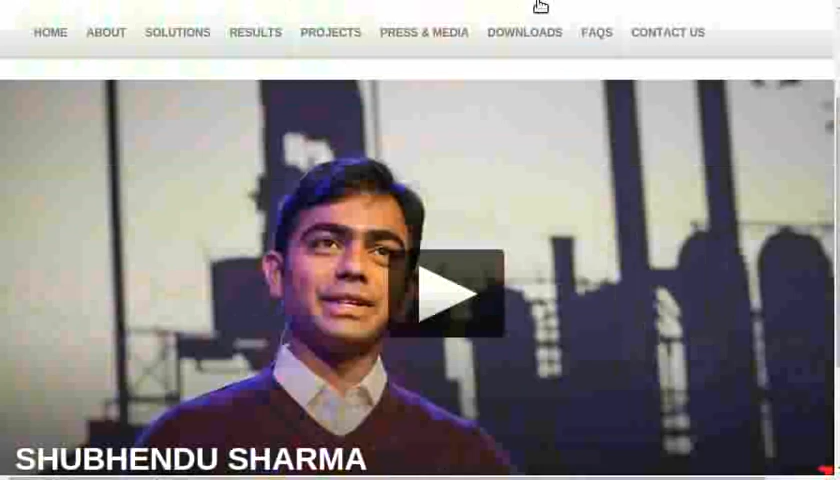 HOME ABOUT SOLUTIONS RESULTS PROJECTS PRESS & MEDIA DOWNLOADS FAQS CONTACT US
SHUBHENDU SHARMA